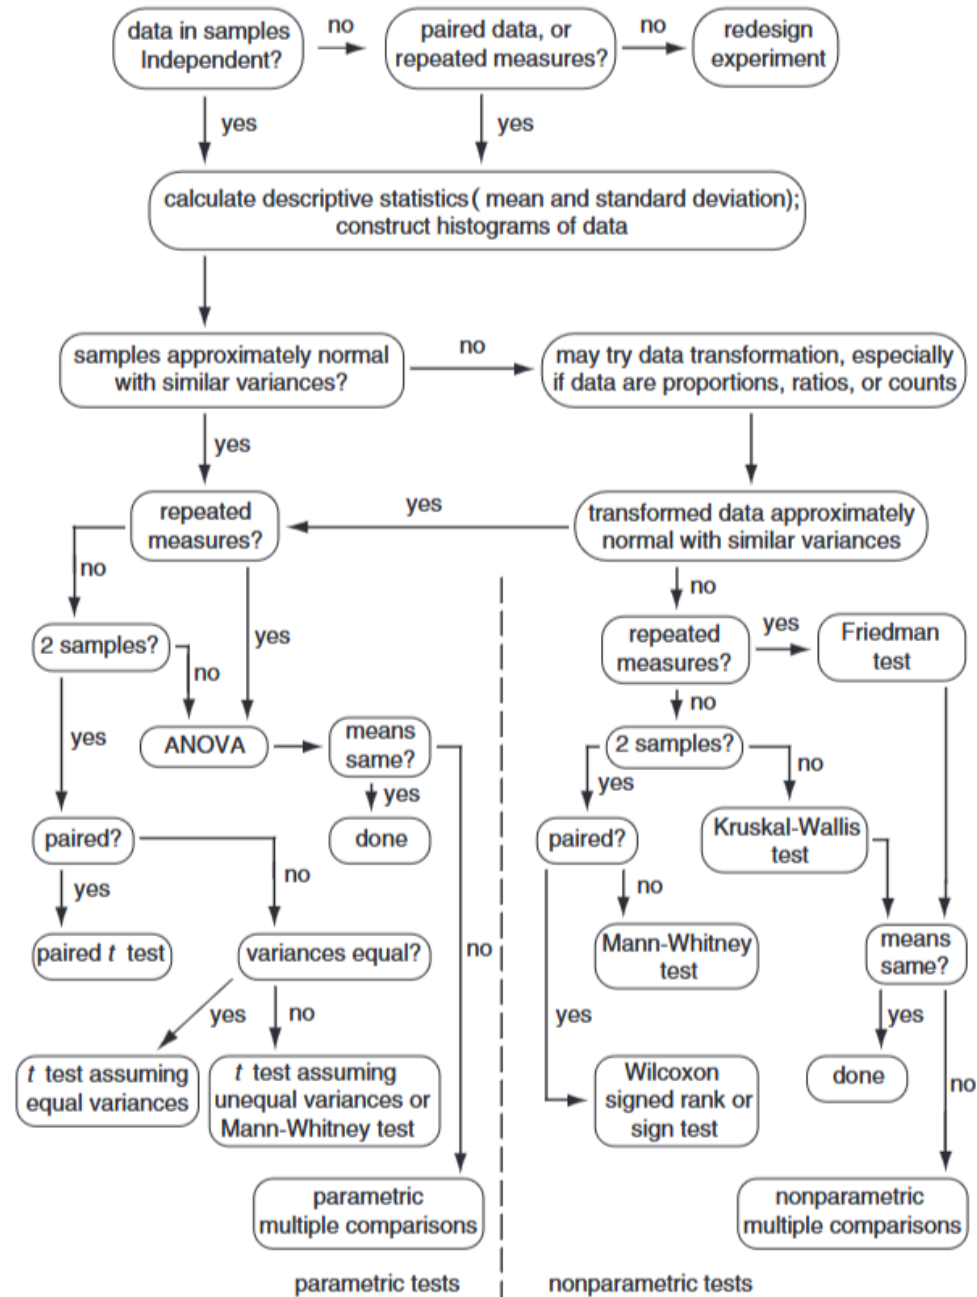 data in samples
Independent?
no
paired data, or
repeated measures?
no
redesign
experiment
yes
yes
calculate descriptive statistics( mean and standard deviation);
construct histograms of data
samples approximately normal
with similar variances?
no
may try data transformation, especially
if data are proportions, ratios, or counts
yes
repeated
measures?
yes
transformed data approximately
normal with similar variances
no
no
2 samples?
yes
repeated
measures?
yes
Friedman
test
no
no
yes
ANOVA
means
same?
2 samples?
no
yes
yes
paired?
done
paired?
Kruskal-Wallis
test
yes
no
no
paired t test
variances equal?
no
Mann-Whitney
test
means
same?
yes
no
yes
yes
t test assuming
equal variances
t test assuming
unequal variances or
Mann-Whitney test
Wilcoxon
signed rank or
sign test
done
no
parametric
multiple comparisons
nonparametric
multiple comparisons
parametric tests
nonparametric tests